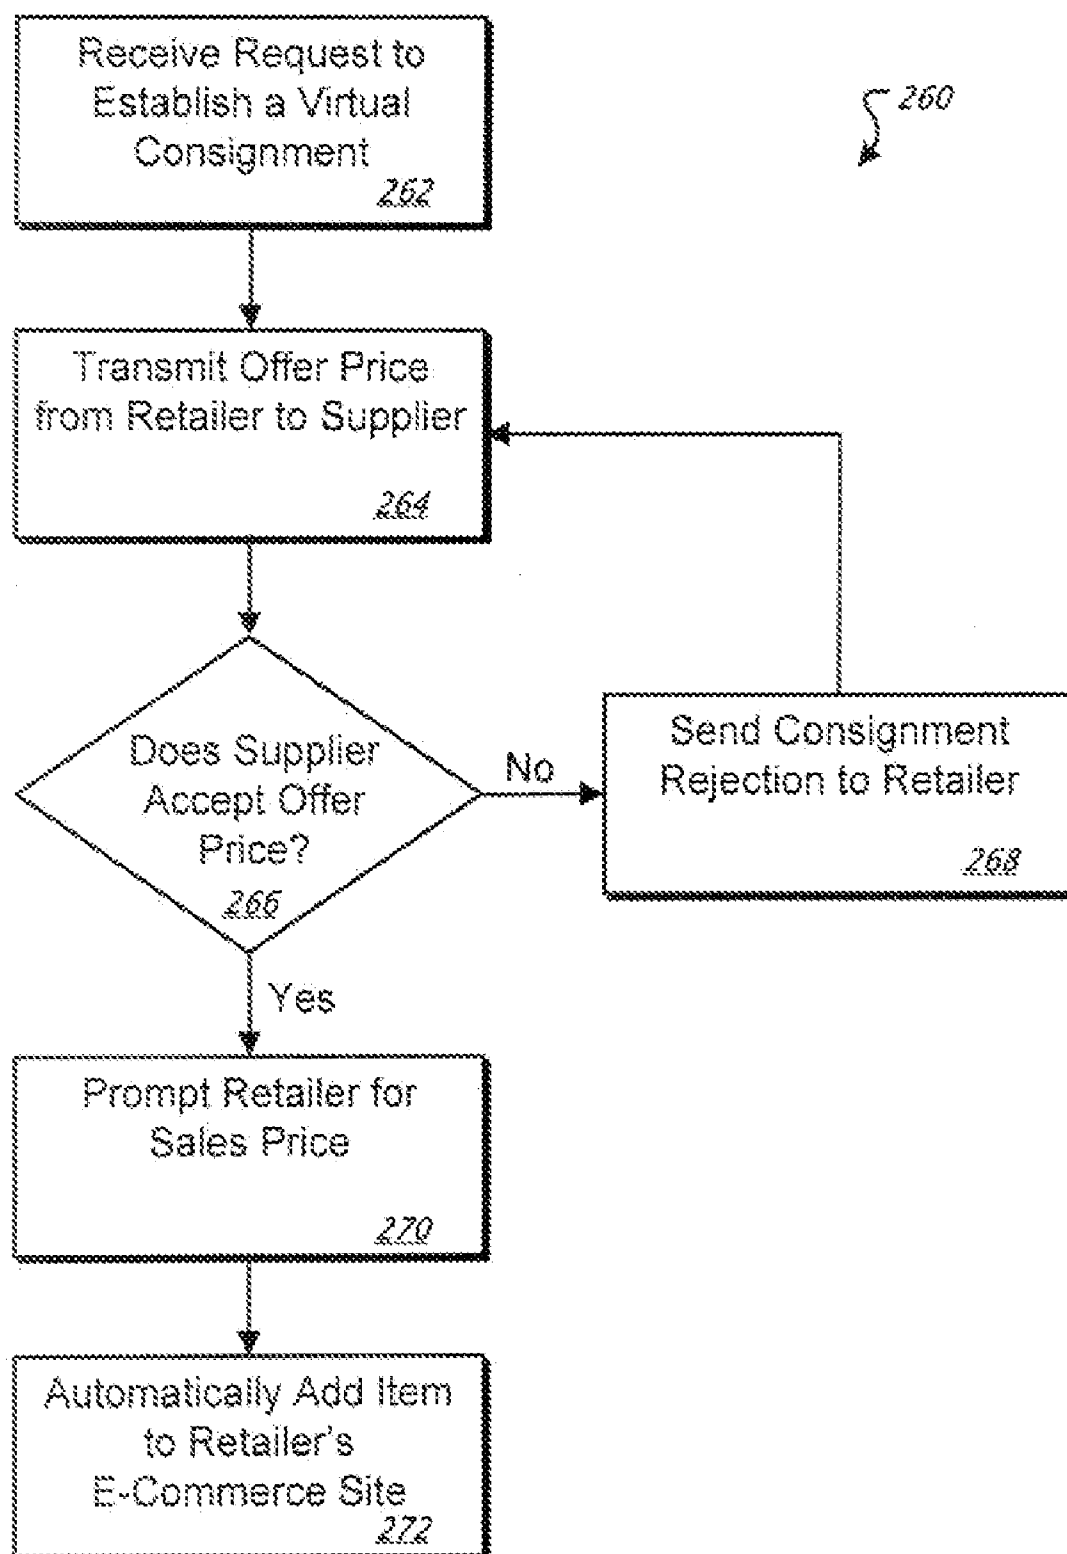 Receive Request to
Establish a Virtual
Consignment
262
260
Transmit Offer Price
from Retailer to Supplier
264
Does Supplier
Accept Offer
Price?
266
No
Send Consignment
Rejection to Retailer
268
Yes
Prompt Retailer for
Sales Price
270
Automatically Add Item
to Retailer's
E-Commerce Site
272